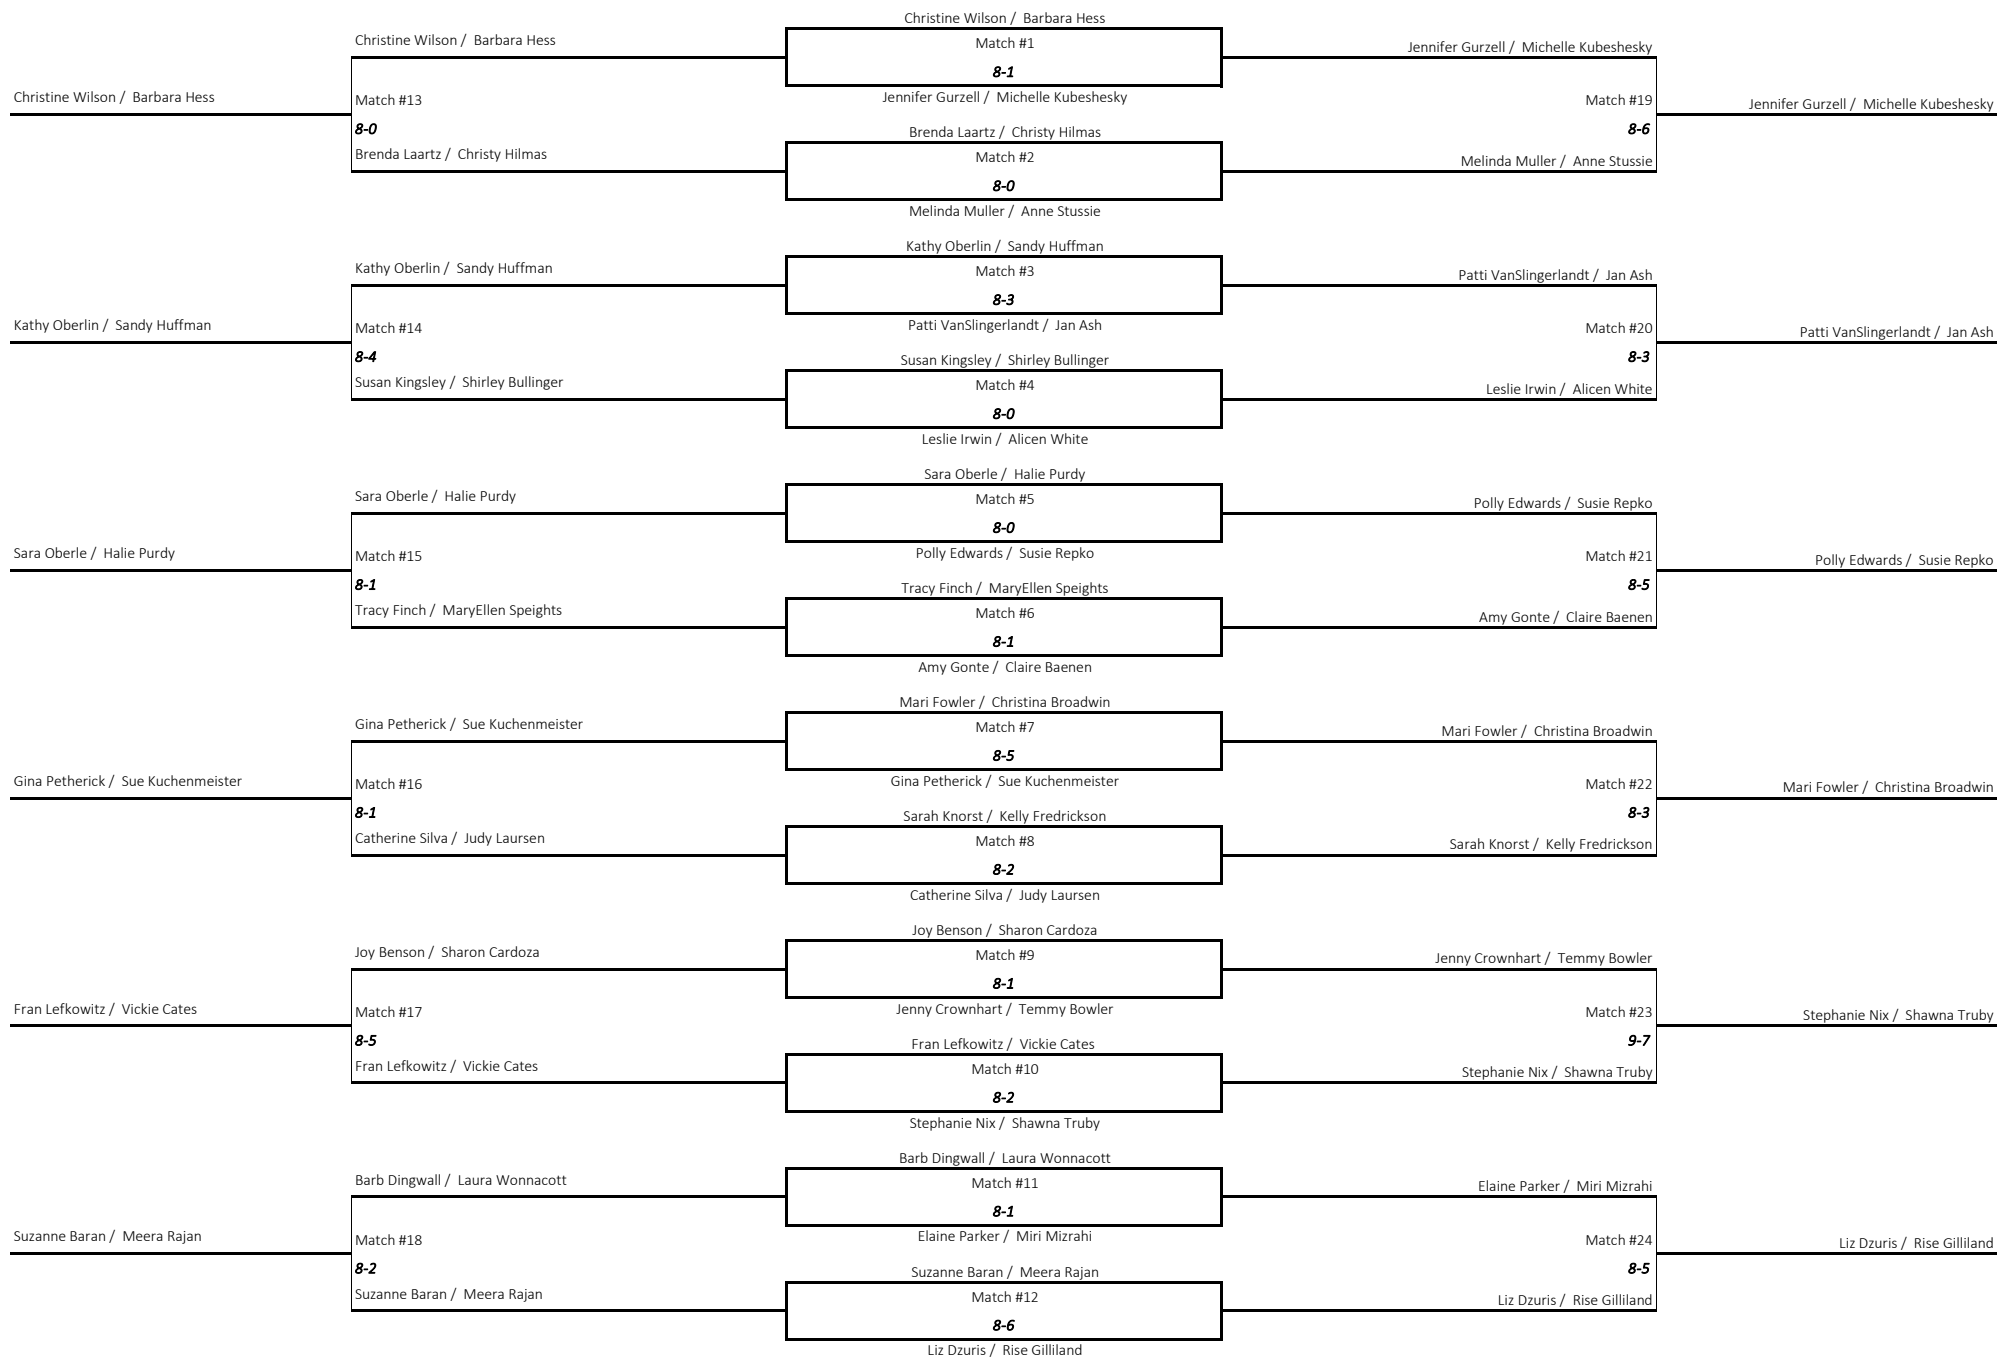 Christine Wilson /  Barbara Hess
Christine Wilson /  Barbara Hess
Match #1
Jennifer Gurzell /  Michelle Kubeshesky
8-1
Christine Wilson /  Barbara Hess
Match #13
Jennifer Gurzell /  Michelle Kubeshesky
Match #19
Jennifer Gurzell /  Michelle Kubeshesky
8-0
Brenda Laartz /  Christy Hilmas
8-6
Brenda Laartz /  Christy Hilmas
Match #2
Melinda Muller /  Anne Stussie
8-0
Melinda Muller /  Anne Stussie
Kathy Oberlin /  Sandy Huffman
Kathy Oberlin /  Sandy Huffman
Match #3
Patti VanSlingerlandt /  Jan Ash
8-3
Kathy Oberlin /  Sandy Huffman
Match #14
Patti VanSlingerlandt /  Jan Ash
Match #20
Patti VanSlingerlandt /  Jan Ash
8-4
Susan Kingsley /  Shirley Bullinger
8-3
Susan Kingsley /  Shirley Bullinger
Match #4
Leslie Irwin /  Alicen White
8-0
Leslie Irwin /  Alicen White
Sara Oberle /  Halie Purdy
Sara Oberle /  Halie Purdy
Match #5
Polly Edwards /  Susie Repko
8-0
Sara Oberle /  Halie Purdy
Match #15
Polly Edwards /  Susie Repko
Match #21
Polly Edwards /  Susie Repko
8-1
Tracy Finch /  MaryEllen Speights
8-5
Tracy Finch /  MaryEllen Speights
Match #6
Amy Gonte /  Claire Baenen
8-1
Amy Gonte /  Claire Baenen
Mari Fowler /  Christina Broadwin
Gina Petherick /  Sue Kuchenmeister
Match #7
Mari Fowler /  Christina Broadwin
8-5
Gina Petherick /  Sue Kuchenmeister
Match #16
Gina Petherick /  Sue Kuchenmeister
Match #22
Mari Fowler /  Christina Broadwin
8-1
Sarah Knorst /  Kelly Fredrickson
8-3
Catherine Silva /  Judy Laursen
Match #8
Sarah Knorst /  Kelly Fredrickson
8-2
Catherine Silva /  Judy Laursen
Joy Benson /  Sharon Cardoza
Joy Benson /  Sharon Cardoza
Match #9
Jenny Crownhart /  Temmy Bowler
8-1
Fran Lefkowitz /  Vickie Cates
Match #17
Jenny Crownhart /  Temmy Bowler
Match #23
Stephanie Nix /  Shawna Truby
8-5
Fran Lefkowitz /  Vickie Cates
9-7
Fran Lefkowitz /  Vickie Cates
Match #10
Stephanie Nix /  Shawna Truby
8-2
Stephanie Nix /  Shawna Truby
Barb Dingwall /  Laura Wonnacott
Barb Dingwall /  Laura Wonnacott
Match #11
Elaine Parker /  Miri Mizrahi
8-1
Suzanne Baran /  Meera Rajan
Match #18
Elaine Parker /  Miri Mizrahi
Match #24
Liz Dzuris /  Rise Gilliland
8-2
Suzanne Baran /  Meera Rajan
8-5
Suzanne Baran /  Meera Rajan
Match #12
Liz Dzuris /  Rise Gilliland
8-6
Liz Dzuris /  Rise Gilliland